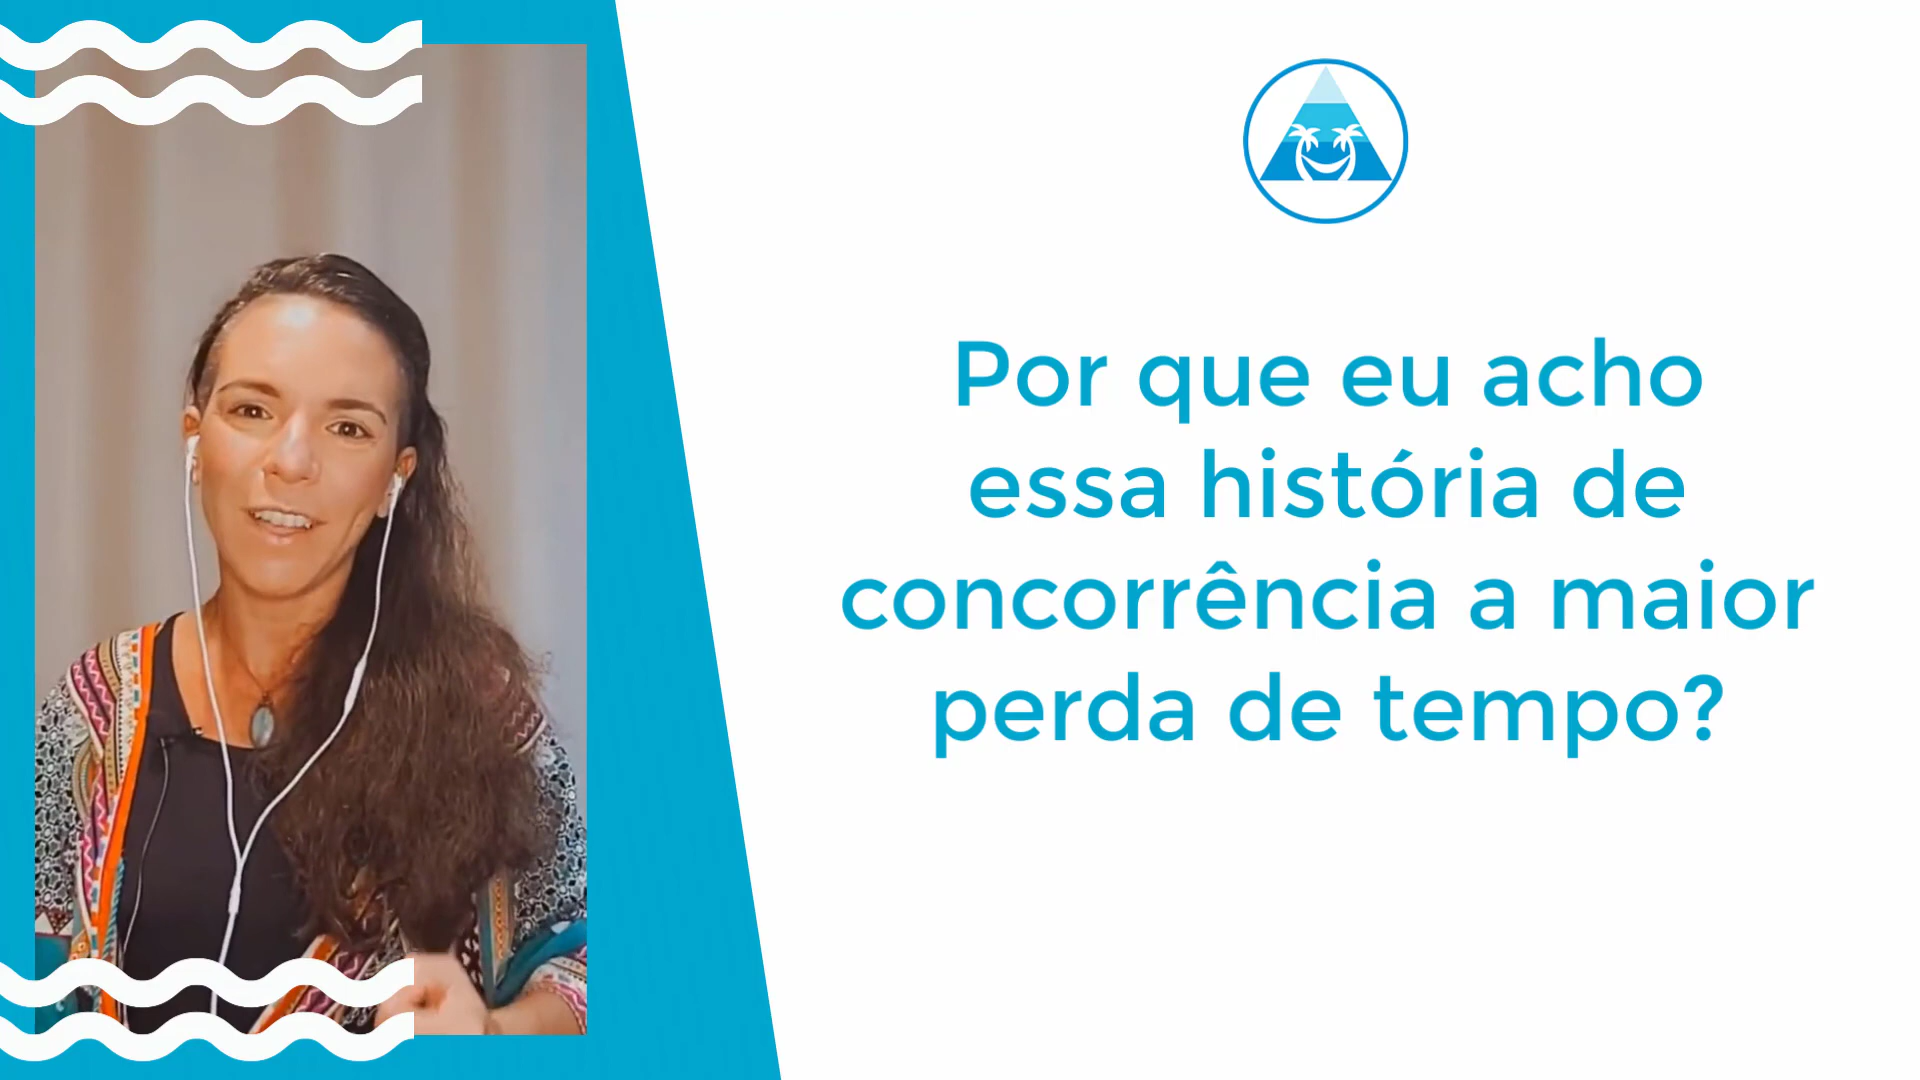 Por que eu acho
essa história de
concorrência a maior
perda de tempo?